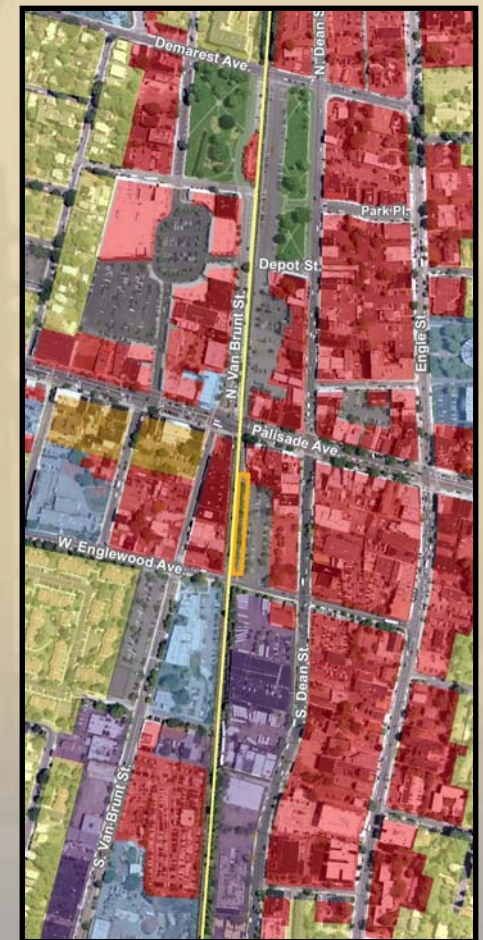 Demarest Ave.
N. Dean S
Park Pl.
Depot St.
N. Van Brunt St.
Engle St.
Palisade Ave.
W. Englewood Ave.
S. Dean St.
S. Van Brunt St.